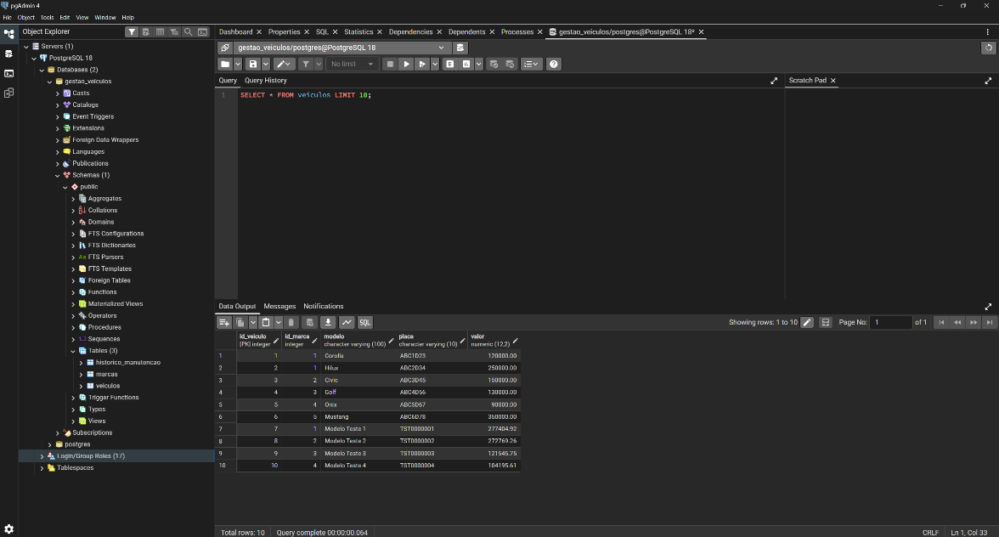 pgAdmin 4
File Object Tools Edit View Window Help
Object Explorer
Servers (1)
PostgreSQL 18
Databases (2)
gestao_veiculos
Casts
Catalogs
Event Triggers
Extensions
Foreign Data Wrappers
Languages
Publications
Schemas (1)
public
Aggregates
Collations
Domains
FTS Configurations
FTS Dictionaries
FTS Parsers
FTS Templates
Foreign Tables
Functions
Materialized Views
Operators
Procedures
Sequences
Tables (3)
historico_manutencao
marcas
veiculos
Trigger Functions
Types
Views
Subscriptions
postgres
Login/Group Roles (17)
Tablespaces
Dashboard Properties SQL Statistics Dependencies Dependents Processes gestao_veiculos/postgres@PostgreSQL 18*
gestao_veiculos/postgres@PostgreSQL 18
No limit
Query Query History
Scratch Pad
1 SELECT * FROM veiculos LIMIT 10;
Data Output Messages Notifications
SQL
Showing rows: 1 to 10 Page No: 1 of 1
id_veiculo id_marca modelo placa valor
[PK] integer integer character varying (100) character varying (10) numeric (12,2)
1 1 1 Corolla ABC1D23 120000.00
2 2 1 Hilux ABC2D34 250000.00
3 3 2 Civic ABC3D45 150000.00
4 4 3 Golf ABC4D56 130000.00
5 5 4 Onix ABC5D67 90000.00
6 6 5 Mustang ABC6D78 350000.00
7 7 1 Modelo Teste 1 TST0000001 277404.92
8 8 2 Modelo Teste 2 TST0000002 272769.26
9 9 3 Modelo Teste 3 TST0000003 121545.75
10 10 4 Modelo Teste 4 TST0000004 104195.61
Total rows: 10 Query complete 00:00:00.064
CRLF Ln 1, Col 33